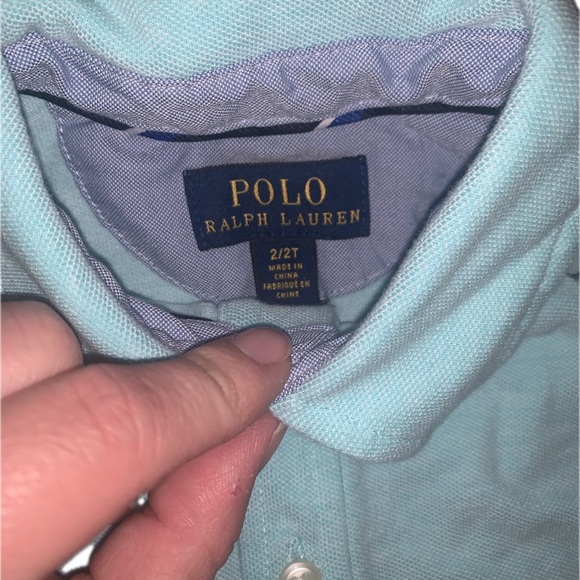 POLO
RALPH LAUREN
2/2T
MADE IN
CHINA
FABRIQUÉ EN
CHINE